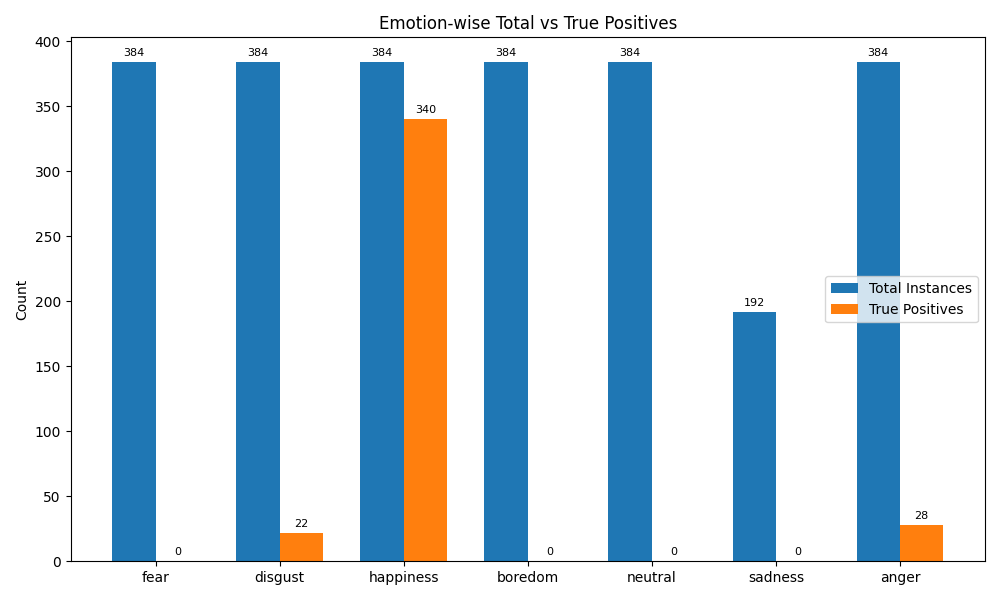 Emotion-wise Total vs True Positives
Count
400
350
300
250
200
150
100
50
0
384 384 384 384 384 192 384
0 22 340 0 0 0 28
fear disgust happiness boredom neutral sadness anger
Total Instances
True Positives